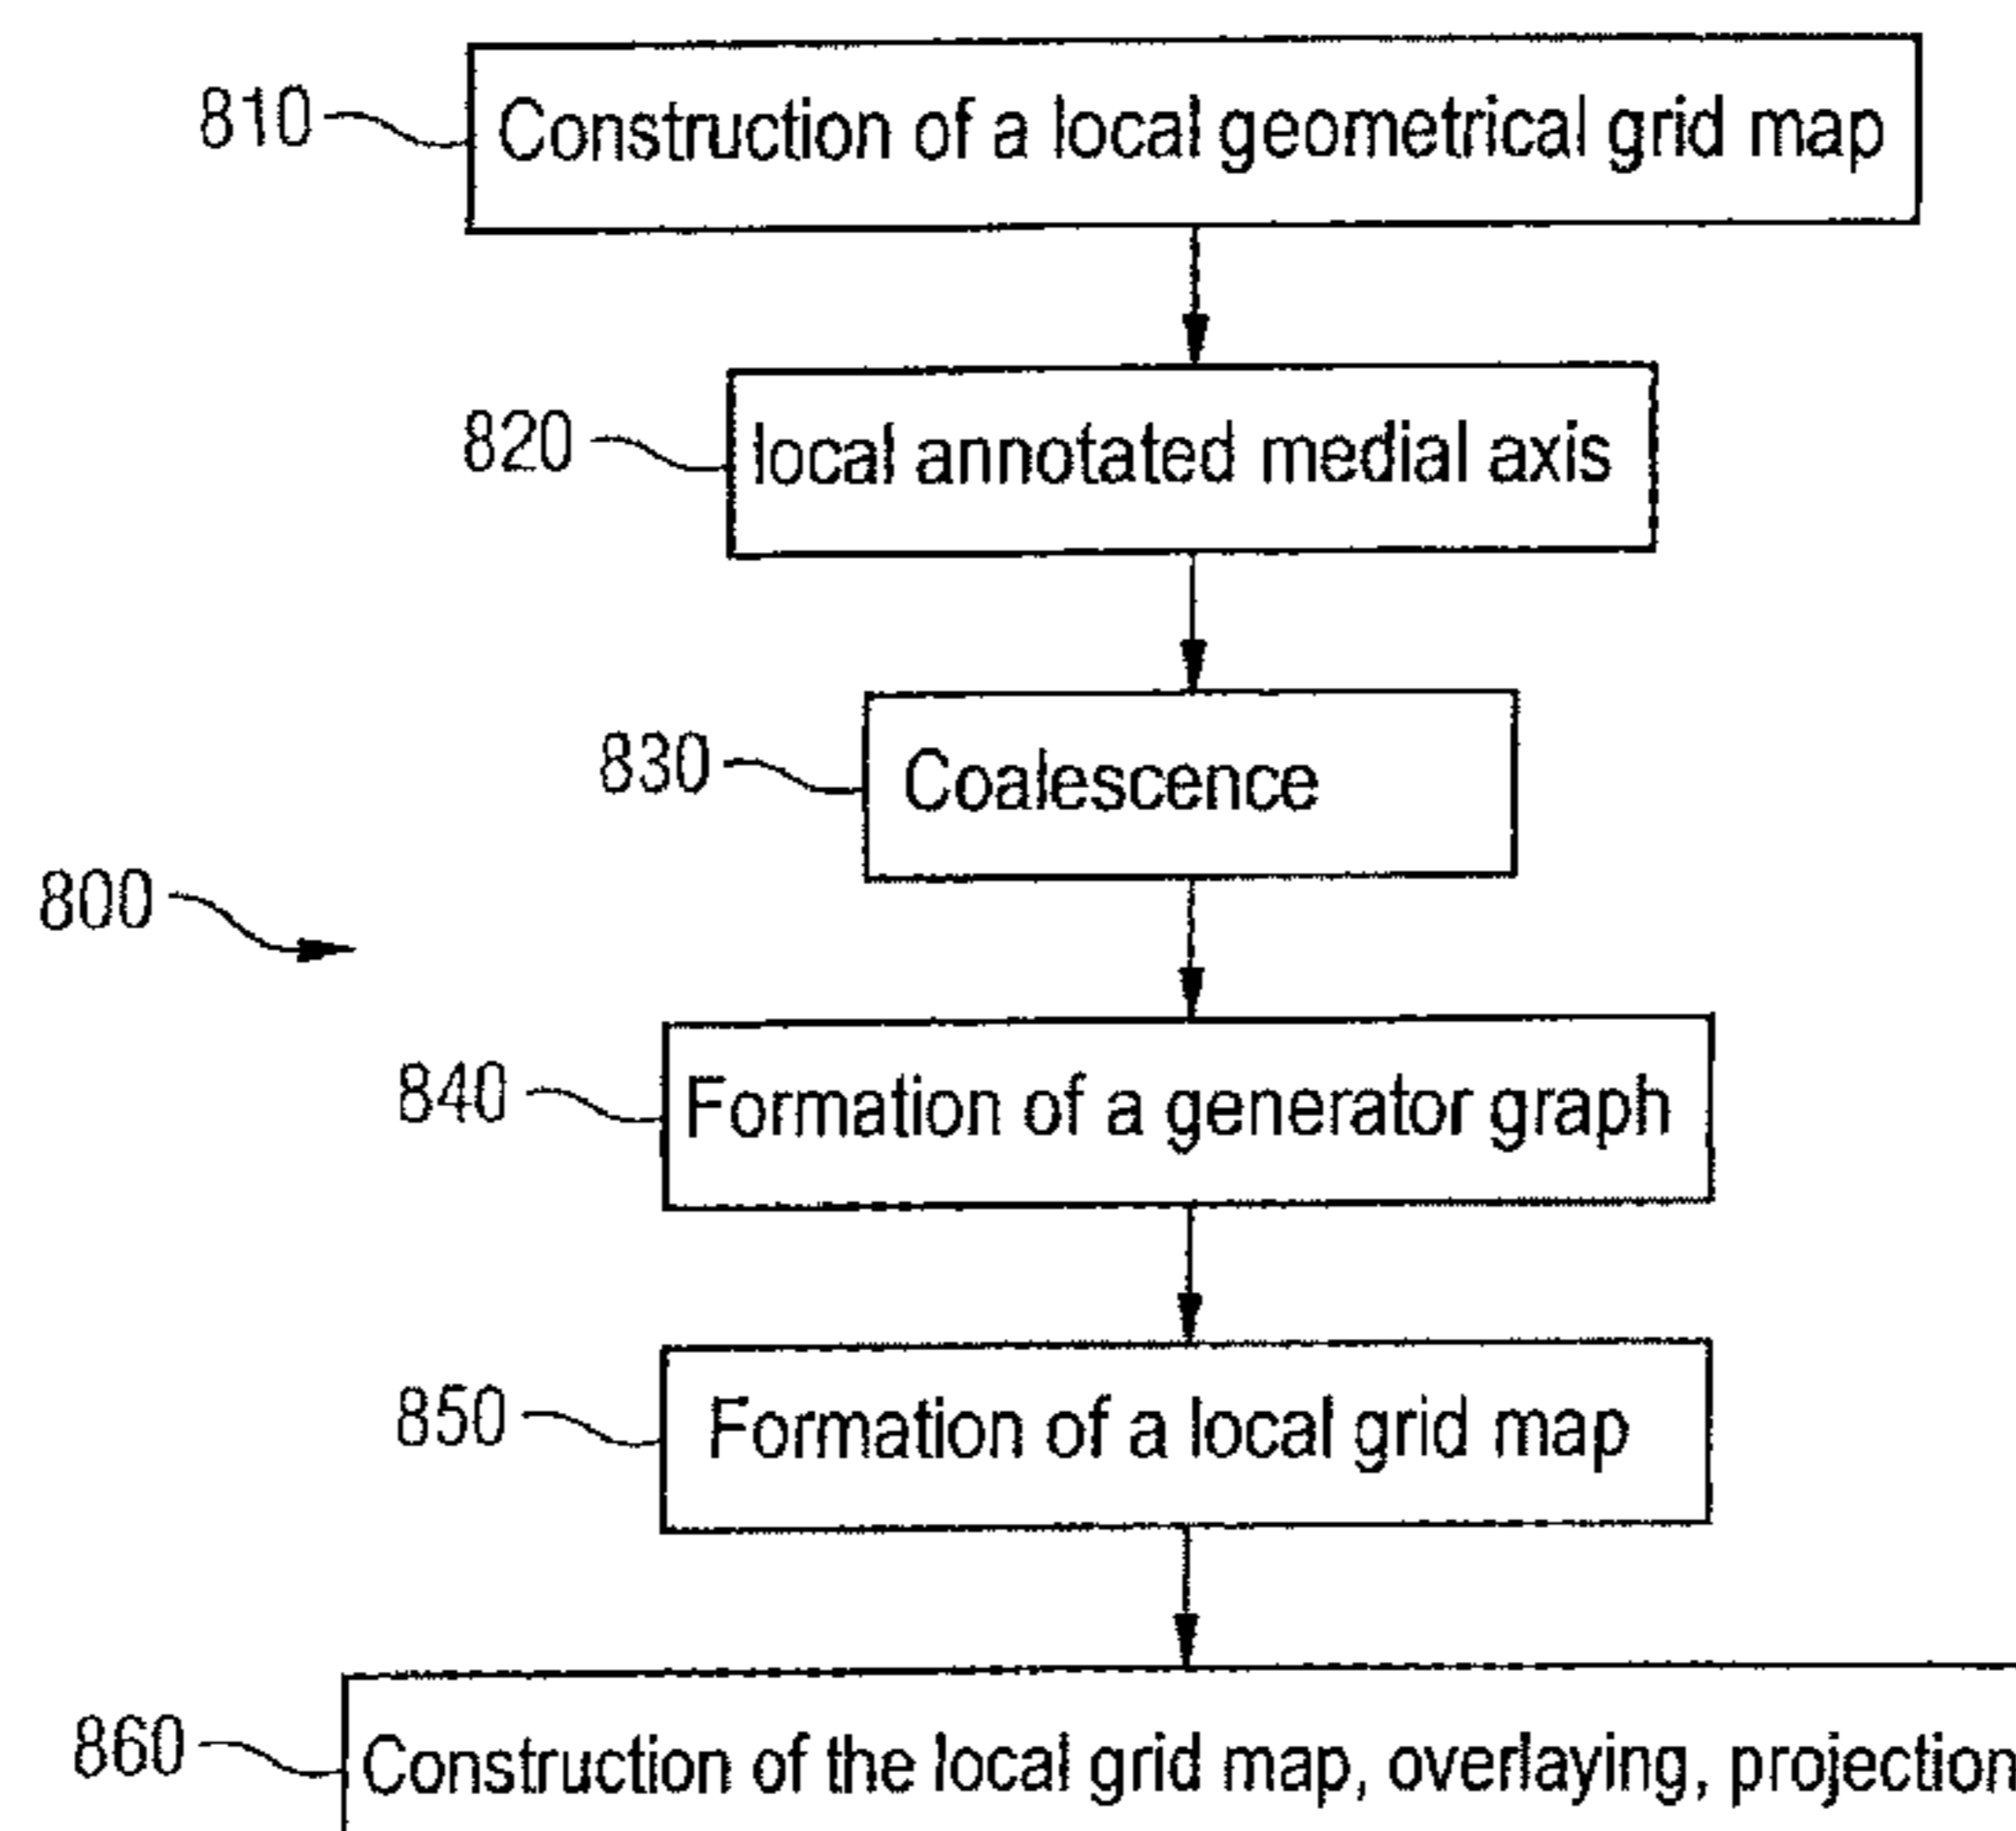 810 Construction of a local geometrical grid map
820 local annotated medial axis
830 Coalescence
800
840 Formation of a generator graph
850 Formation of a local grid map
860 Construction of the local grid map, overlaying, projection